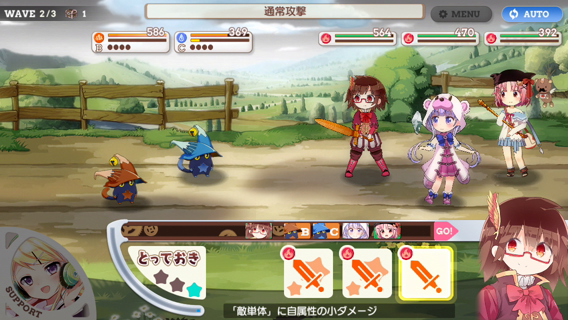 WAVE 2/3 1
通常攻撃
MENU
AUTO
586
B
369
C
564
470
392
B C GO!
とっておき
SUPPORT
「敵単体」に自属性の小ダメージ